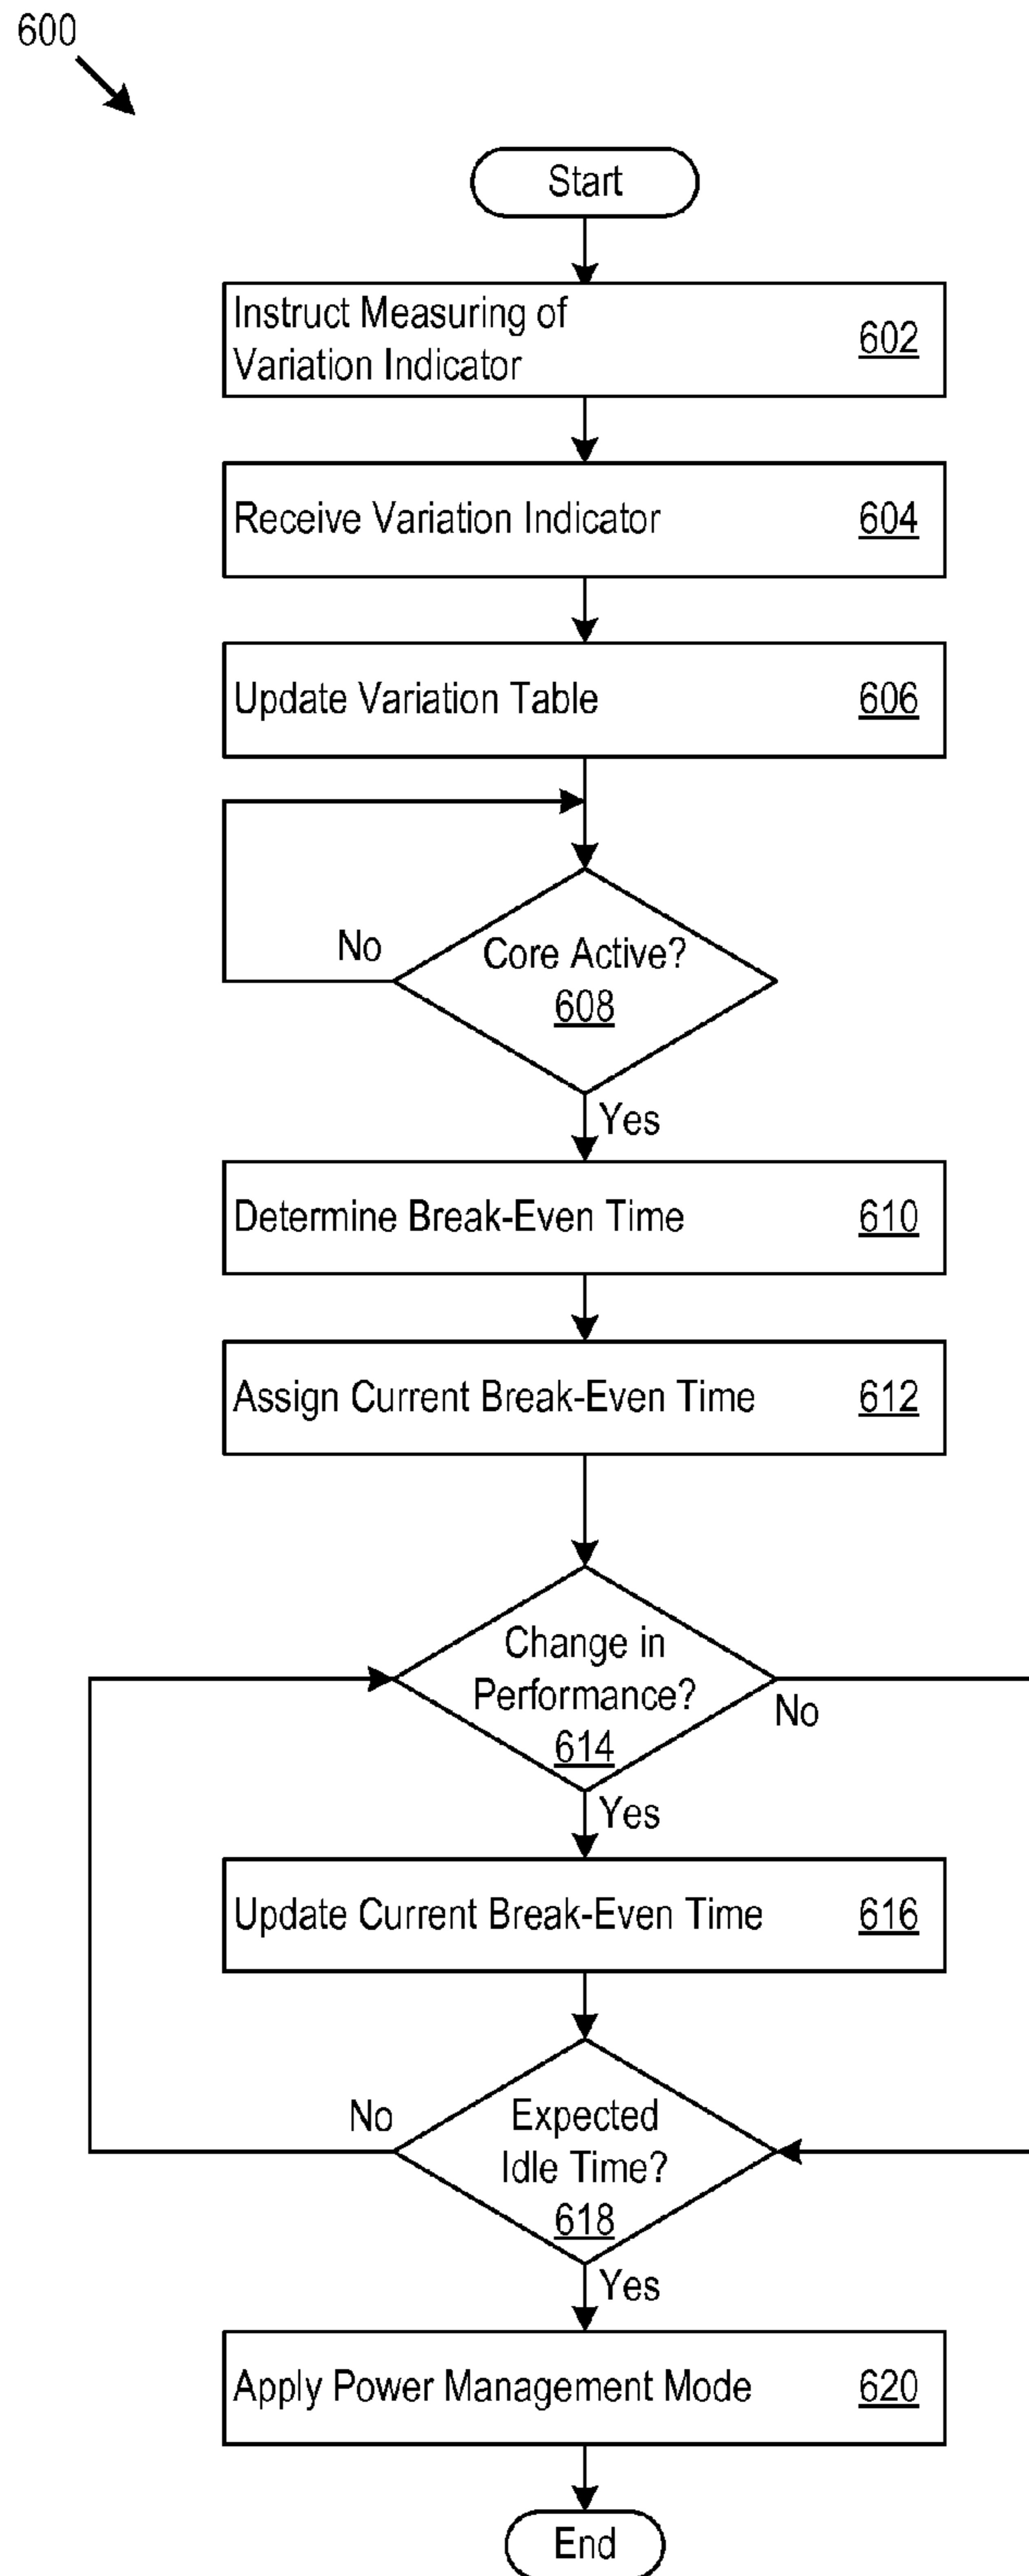 600
Start
Instruct Measuring of
Variation Indicator
602
Receive Variation Indicator
604
Update Variation Table
606
No
Core Active?
608
Yes
Determine Break-Even Time
610
Assign Current Break-Even Time
612
Change in
Performance?
614
No
Yes
Update Current Break-Even Time
616
No
Expected
Idle Time?
618
Yes
Apply Power Management Mode
620
End